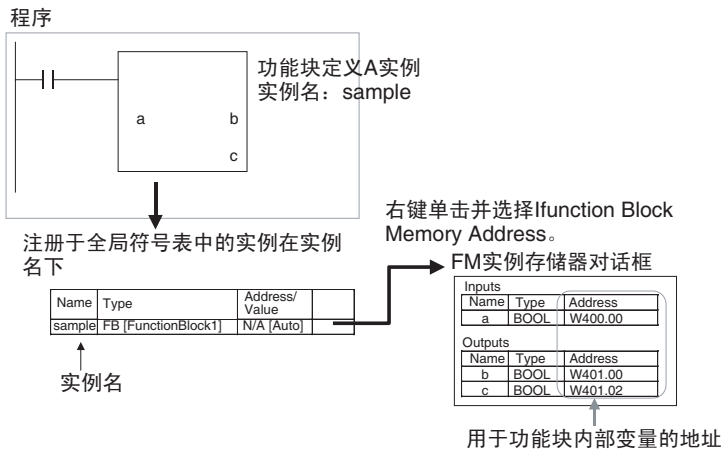 程序
功能块定义A实例
实例名：sample
a b
c
注册于全局符号表中的实例在实例
名下
Name Type Address/
Value
sample FB [FunctionBlock1] N/A [Auto]
实例名
右键单击并选择Ifunction Block
Memory Address。
FM实例存储器对话框
Inputs
Name Type Address
a BOOL W400.00
Outputs
Name Type Address
b BOOL W401.00
c BOOL W401.02
用于功能块内部变量的地址